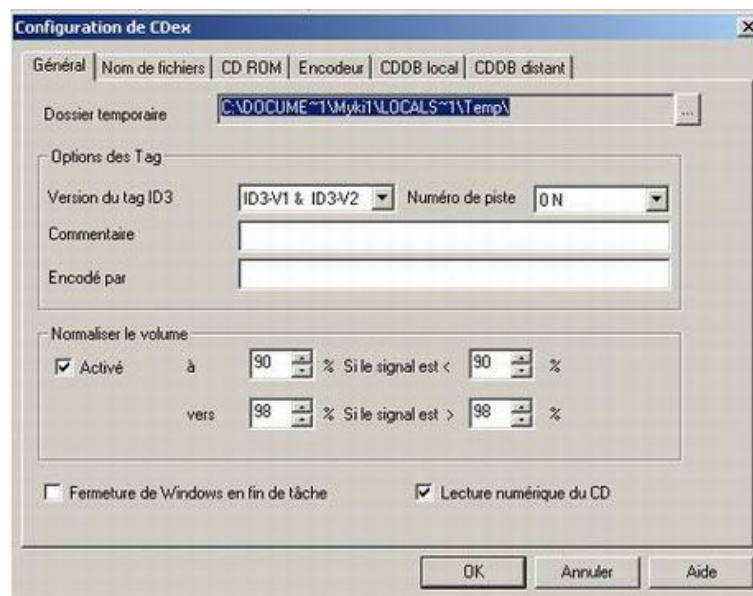 Configuration de CDex
Général Nom de fichiers CD ROM Encodeur CDDB local CDDB distant
Dossier temporaire C:\DOCUME~1\Myki1\LOCALS~1\Temp\ ...
Options des Tag
Version du tag ID3 ID3-V1 & ID3-V2 Numéro de piste 0 N
Commentaire
Encodé par
Normaliser le volume
Activé à 90 % Si le signal est < 90 %
vers 98 % Si le signal est > 98 %
Fermeture de Windows en fin de tâche Lecture numérique du CD
OK Annuler Aide